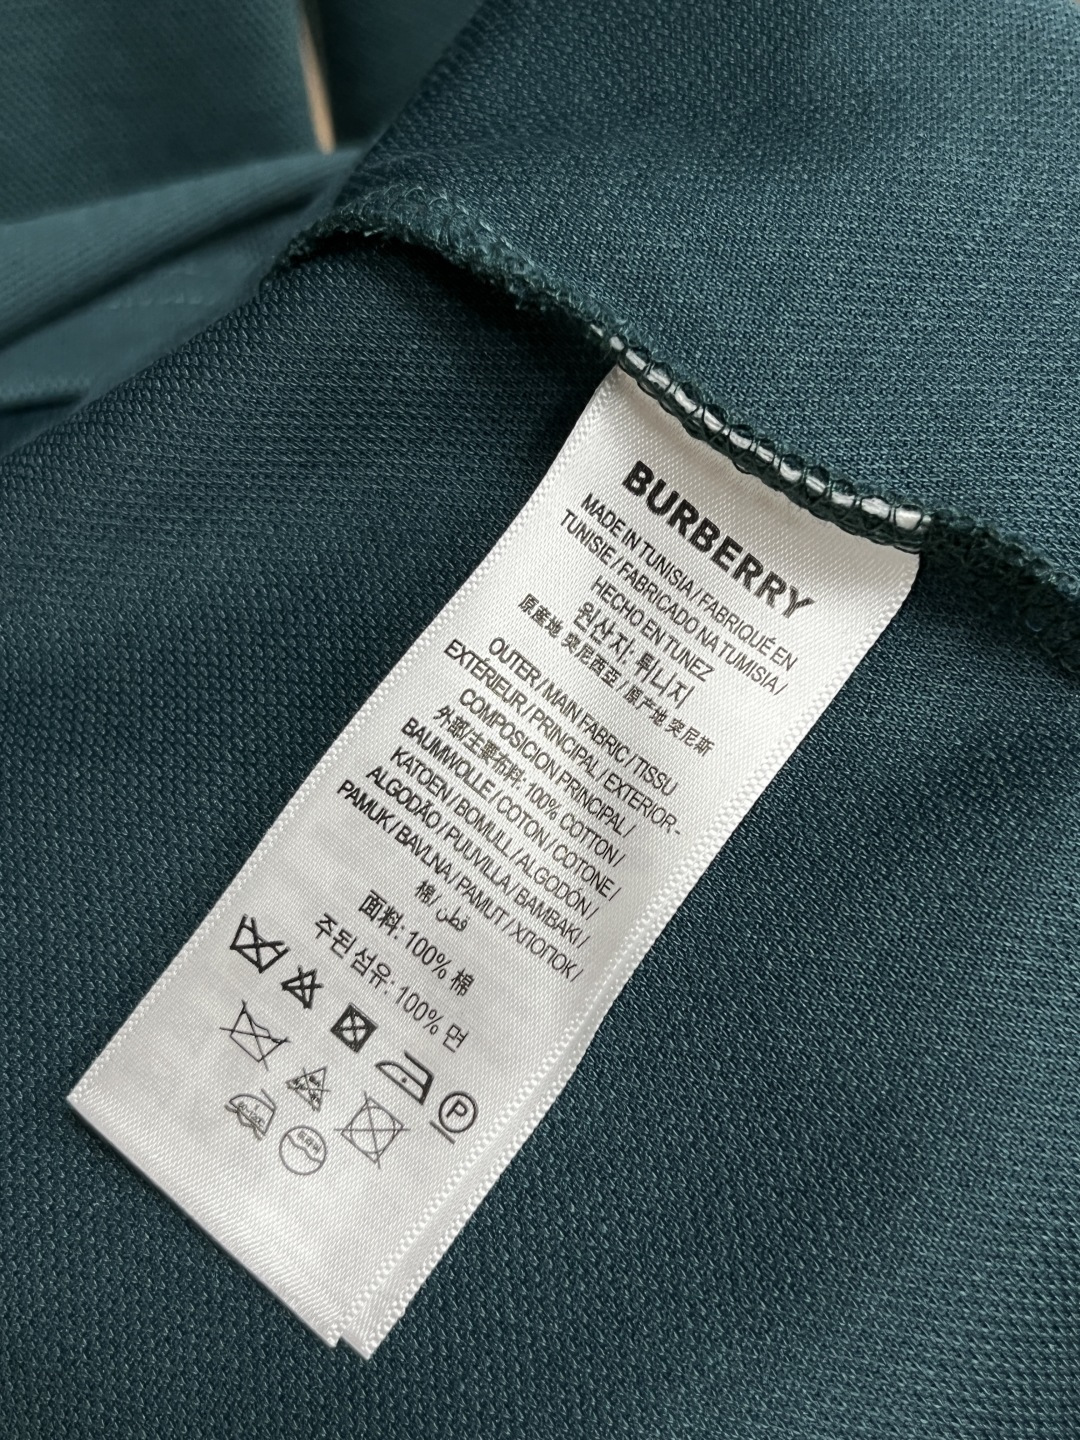 BURBERRY
MADE IN TUNISIA / FABRIQUÉ EN
TUNISIE / FABRICADO NA TUMISIA /
HECHO EN TUNEZ
원산지: 튀니지
原産地 突尼西亞 / 原产地 突尼斯
OUTER / MAIN FABRIC / TISSU
EXTÉRIEUR / PRINCIPAL / EXTERIOR -
COMPOSICION PRINCIPAL /
外部/主要布料: 100% COTTON /
BAUMWOLLE / COTON / COTONE /
KATOEN / BOMULL / ALGODÓN /
ALGODÃO / PUUVILLA / BAMBAKI /
PAMUK / BAVLNA / PAMUT / ХЛОПОК /
棉 / قطن
面料: 100% 棉
주된 섬유: 100% 면
P